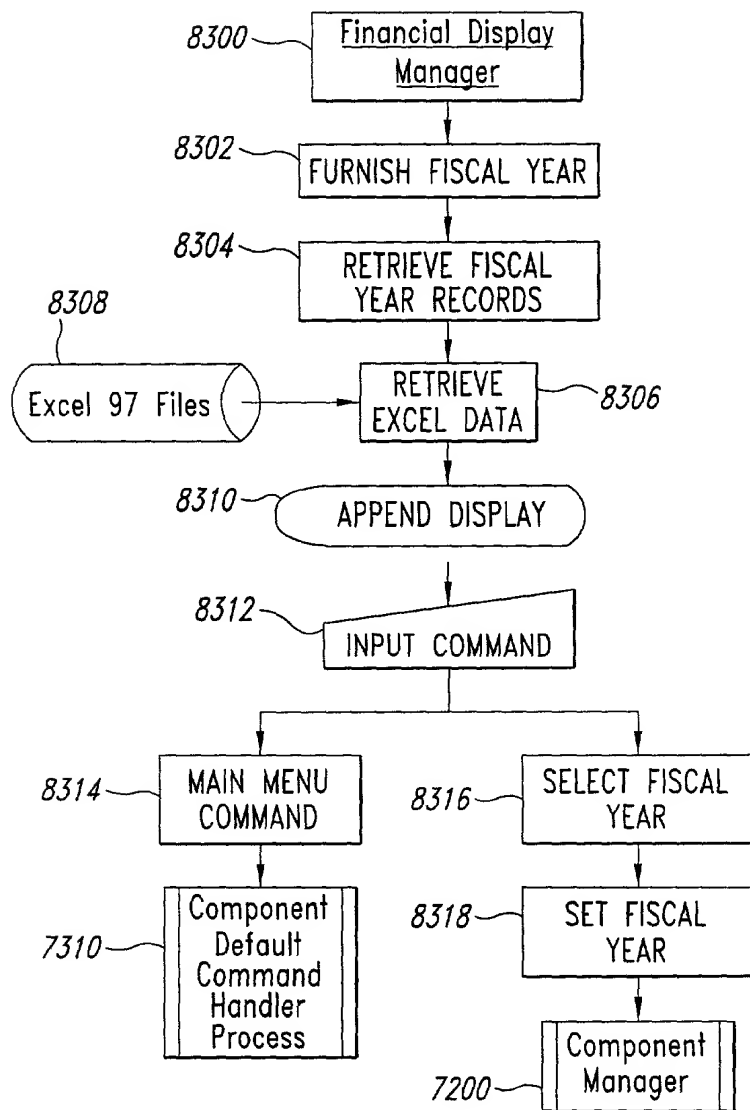 8300
Financial Display
Manager
8302
FURNISH FISCAL YEAR
8304
RETRIEVE FISCAL
YEAR RECORDS
8308
Excel 97 Files
RETRIEVE
EXCEL DATA
8306
8310
APPEND DISPLAY
8312
INPUT COMMAND
8314
MAIN MENU
COMMAND
8316
SELECT FISCAL
YEAR
7310
Component
Default
Command
Handler
Process
8318
SET FISCAL
YEAR
7200
Component
Manager